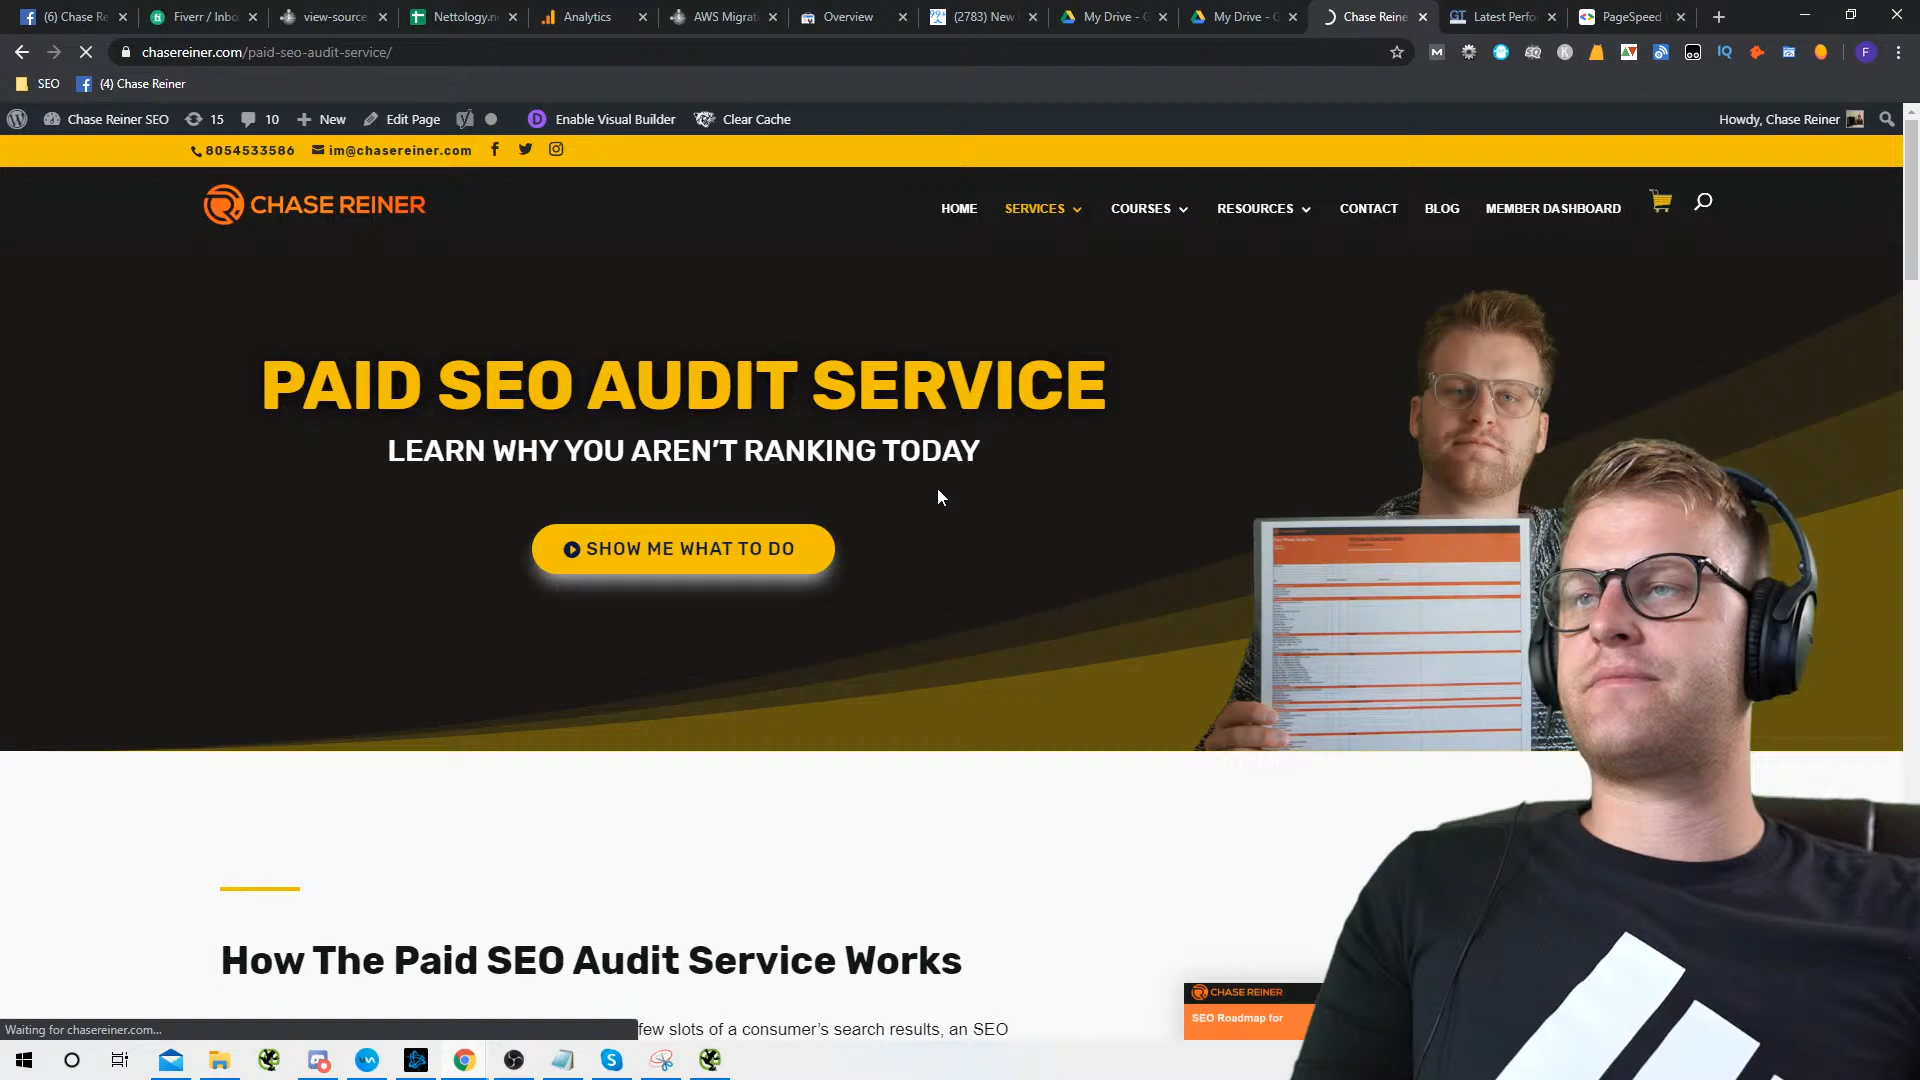 (6) Chase Re
Fiverr / Inbo
view-source
Nettology.n
Analytics
AWS Migrat
Overview
(2783) New
My Drive - G
My Drive - G
Chase Reine
Latest Perfo
PageSpeed
chasereiner.com/paid-seo-audit-service/
SEO
(4) Chase Reiner
Chase Reiner SEO
15
10
New
Edit Page
Enable Visual Builder
Clear Cache
Howdy, Chase Reiner
8054533586
im@chasereiner.com
CHASE REINER
HOME
SERVICES
COURSES
RESOURCES
CONTACT
BLOG
MEMBER DASHBOARD
PAID SEO AUDIT SERVICE
LEARN WHY YOU AREN'T RANKING TODAY
SHOW ME WHAT TO DO
How The Paid SEO Audit Service Works
CHASE REINER
SEO Roadmap for
Waiting for chasereiner.com...
few slots of a consumer's search results, an SEO